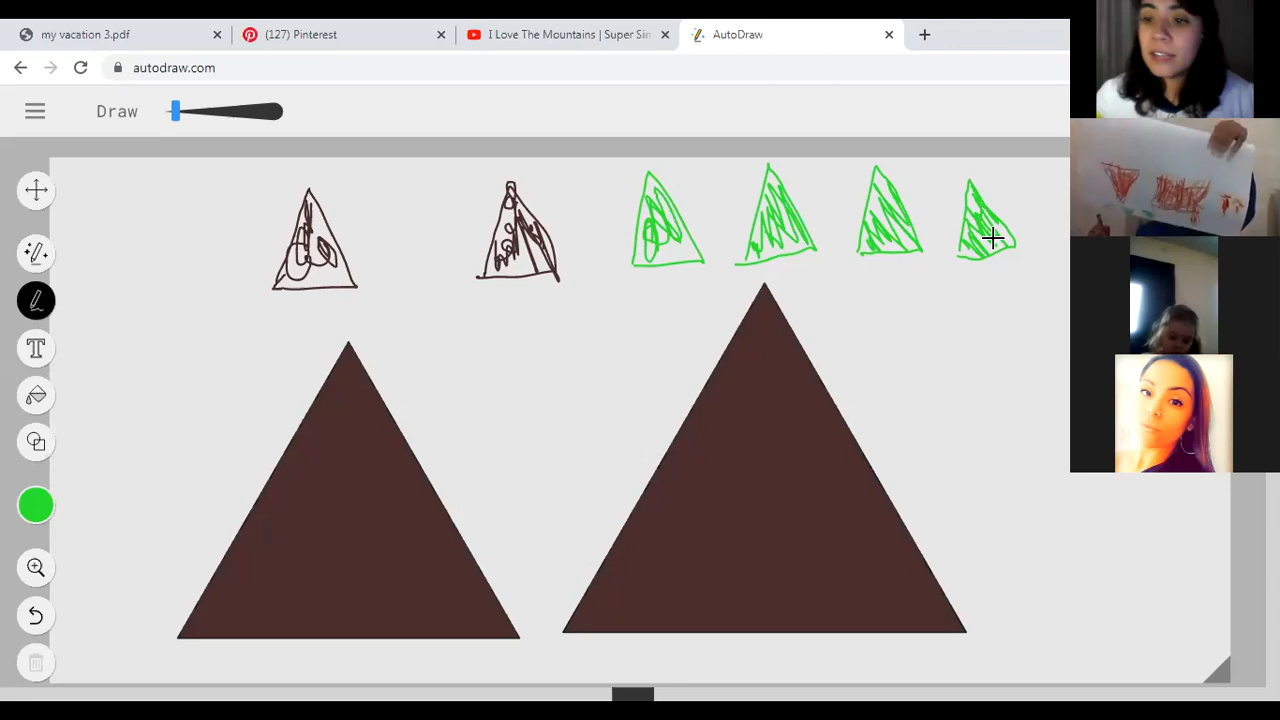 my vacation 3.pdf
(127) Pinterest
I Love The Mountains | Super Sin
AutoDraw
autodraw.com
Draw
T